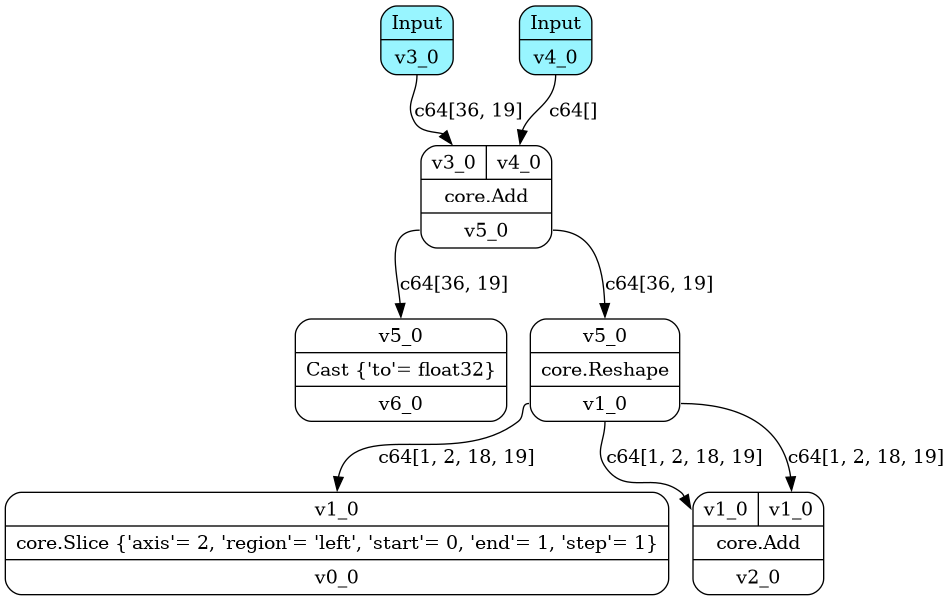 Input
v3_0
Input
v4_0
c64[36, 19]
c64[]
v3_0
v4_0
core.Add
v5_0
c64[36, 19]
c64[36, 19]
v5_0
Cast {'to'= float32}
v6_0
v5_0
core.Reshape
v1_0
c64[1, 2, 18, 19]
c64[1, 2, 18, 19]
c64[1, 2, 18, 19]
v1_0
core.Slice {'axis'= 2, 'region'= 'left', 'start'= 0, 'end'= 1, 'step'= 1}
v0_0
v1_0
v1_0
core.Add
v2_0